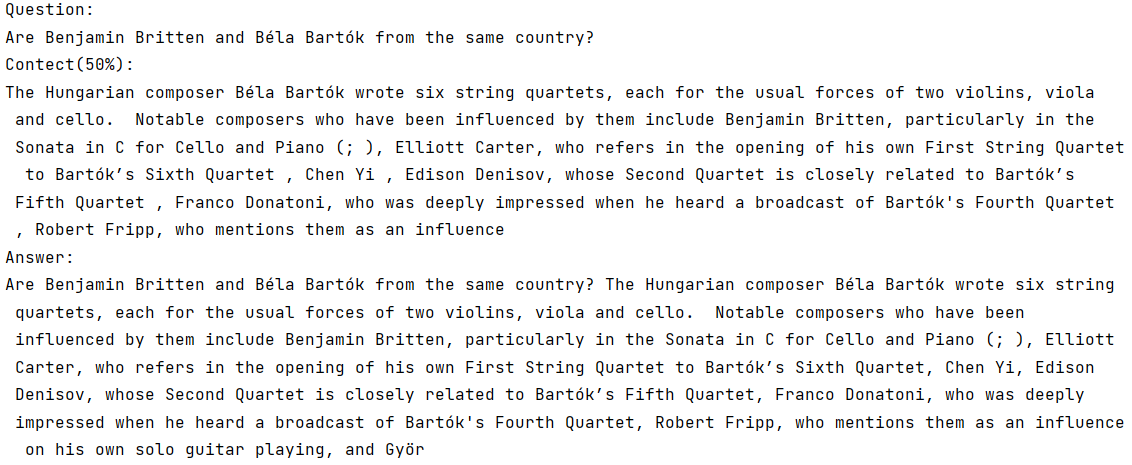 Question:
Are Benjamin Britten and Béla Bartók from the same country?
Contect(50%):
The Hungarian composer Béla Bartók wrote six string quartets, each for the usual forces of two violins, viola
and cello.  Notable composers who have been influenced by them include Benjamin Britten, particularly in the
Sonata in C for Cello and Piano (; ), Elliott Carter, who refers in the opening of his own First String Quartet
to Bartók’s Sixth Quartet , Chen Yi , Edison Denisov, whose Second Quartet is closely related to Bartók’s
Fifth Quartet , Franco Donatoni, who was deeply impressed when he heard a broadcast of Bartók's Fourth Quartet
, Robert Fripp, who mentions them as an influence
Answer:
Are Benjamin Britten and Béla Bartók from the same country? The Hungarian composer Béla Bartók wrote six string
quartets, each for the usual forces of two violins, viola and cello.  Notable composers who have been
influenced by them include Benjamin Britten, particularly in the Sonata in C for Cello and Piano (; ), Elliott
Carter, who refers in the opening of his own First String Quartet to Bartók’s Sixth Quartet, Chen Yi, Edison
Denisov, whose Second Quartet is closely related to Bartók’s Fifth Quartet, Franco Donatoni, who was deeply
impressed when he heard a broadcast of Bartók's Fourth Quartet, Robert Fripp, who mentions them as an influence
on his own solo guitar playing, and Györ